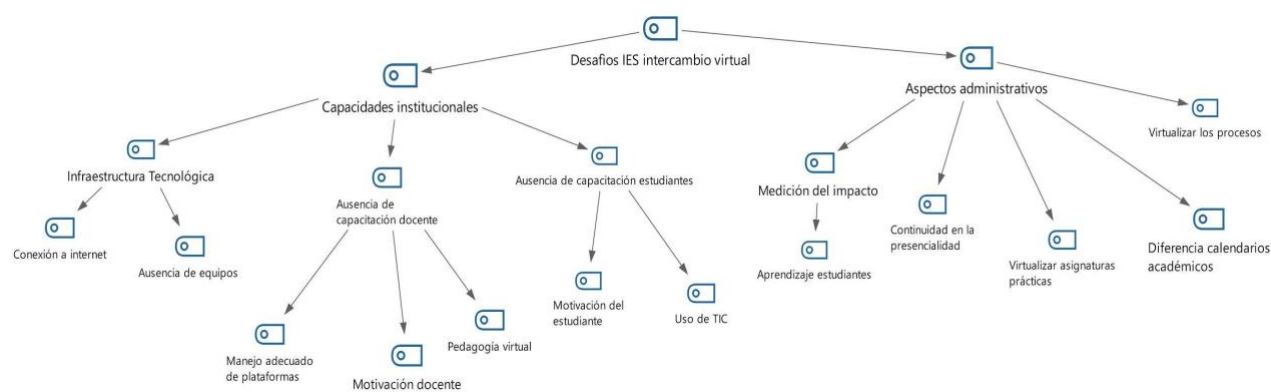 Desafios IES intercambio virtual
Capacidades institucionales
Aspectos administrativos
Virtualizar los procesos
Infraestructura Tecnológica
Ausencia de
capacitación docente
Ausencia de capacitación estudiantes
Medición del impacto
Continuidad en la
presencialidad
Virtualizar asignaturas
prácticas
Diferencia calendarios
académicos
Conexión a internet
Ausencia de equipos
Aprendizaje estudiantes
Motivación del
estudiante
Uso de TIC
Manejo adecuado
de plataformas
Motivación docente
Pedagogía virtual